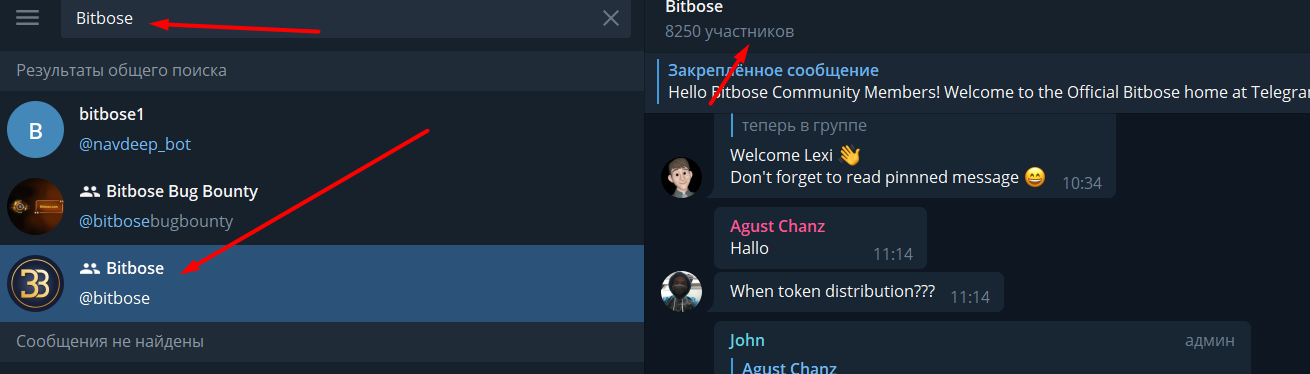 Bitbose
Результаты общего поиска
B
bitbose1
@navdeep_bot
Bitbose Bug Bounty
@bitbosebugbounty
Bitbose
@bitbose
Сообщения не найдены
Bitbose
8250 участников
Закреплённое сообщение
Hello Bitbose Community Members! Welcome to the Official Bitbose home at Telegram
теперь в группе
Welcome Lexi 👋
Don't forget to read pinnned message 😄 10:34
Agust Chanz
Hallo 11:14
When token distribution??? 11:14
John админ
Agust Chanz